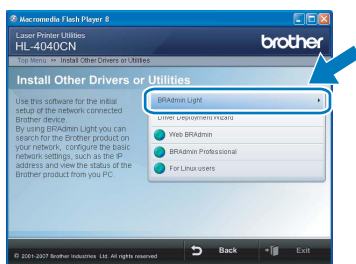 Macromedia Flash Player 8
Laser Printer Utilities
HL-4040CN
brother
Top Menu >> Install Other Drivers or Utilities
Install Other Drivers or Utilities
Use this software for the initial
setup of the network connected
Brother device.
By using BRAdmin Light you can
search for the Brother product on
your network, configure the basic
network settings, such as the IP
address and view the status of the
Brother product from you PC.
BRAdmin Light
Driver Deployment Wizard
Web BRAdmin
BRAdmin Professional
For Linux users
© 2001-2007 Brother Industries Ltd. All rights reserved
Back
Exit